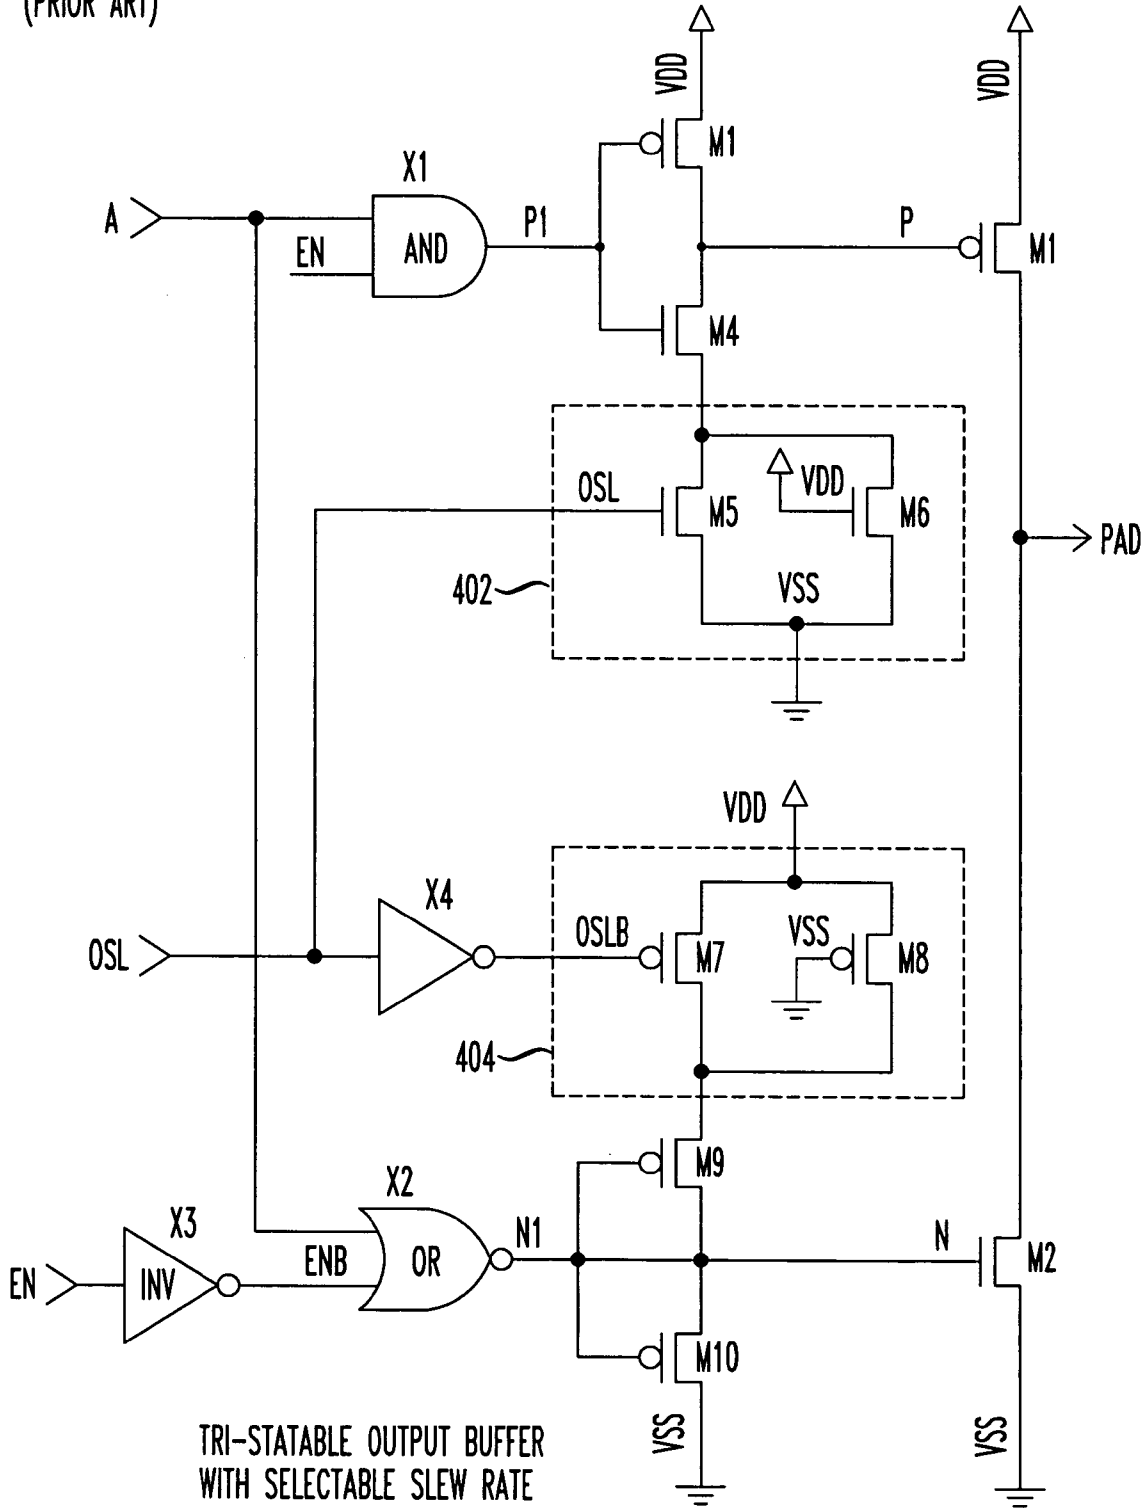 (PRIOR ART)
VDD
VDD
M1
X1
A
AND
EN
P1
P
M1
M4
OSL
M5
VDD
M6
PAD
402
VSS
VDD
X4
OSL
OSLB
M7
VSS
M8
404
M9
X2
X3
N1
N
ENB
OR
M2
EN
INV
M10
VSS
VSS
TRI-STATABLE OUTPUT BUFFER
WITH SELECTABLE SLEW RATE